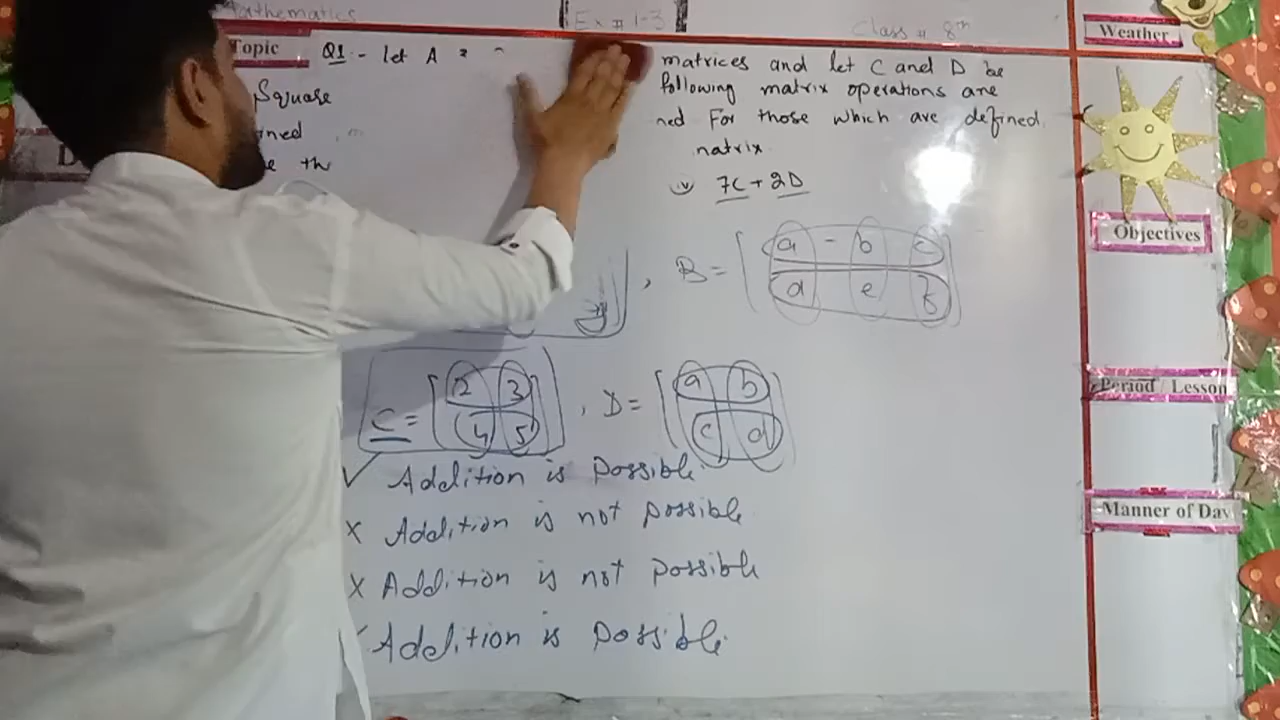 Mathematics
Ex # 1-3
Class # 8th
Topic
Q1:- let A =
matrices and let C and D be
Square
following matrix operations are
ned For those which are defined.
matrix
iv 7C+2D
, B = [a - b c
d e f]
C = [2 3
4 5]
, D = [a b
c d]
✓ Addition is possible.
X Addition is not possible
X Addition is not possible
✓ Addition is possible.
Weather
Objectives
Period / Lesson
Manner of Day